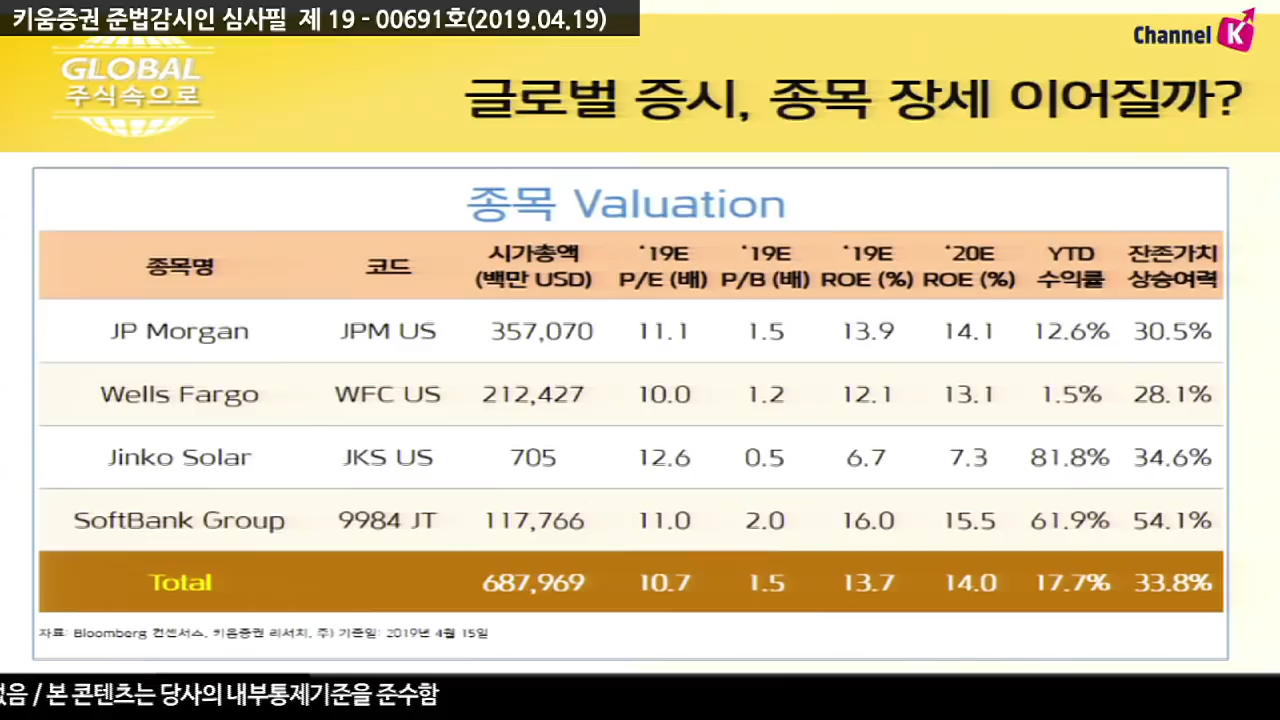 키움증권 준법감시인 심사필 제 19 - 00691호(2019.04.19)
Channel K
GLOBAL
주식속으로
글로벌 증시, 종목 장세 이어질까?
종목 Valuation
종목명 코드 시가총액 (백만 USD) '19E P/E (배) '19E P/B (배) '19E ROE (%) '20E ROE (%) YTD 수익률 잔존가치 상승여력
JP Morgan JPM US 357,070 11.1 1.5 13.9 14.1 12.6% 30.5%
Wells Fargo WFC US 212,427 10.0 1.2 12.1 13.1 1.5% 28.1%
Jinko Solar JKS US 705 12.6 0.5 6.7 7.3 81.8% 34.6%
SoftBank Group 9984 JT 117,766 11.0 2.0 16.0 15.5 61.9% 54.1%
Total 687,969 10.7 1.5 13.7 14.0 17.7% 33.8%
자료: Bloomberg 컨센서스, 키움증권 리서치, 주) 기준일: 2019년 4월 15일
없음 / 본 콘텐츠는 당사의 내부통제기준을 준수함